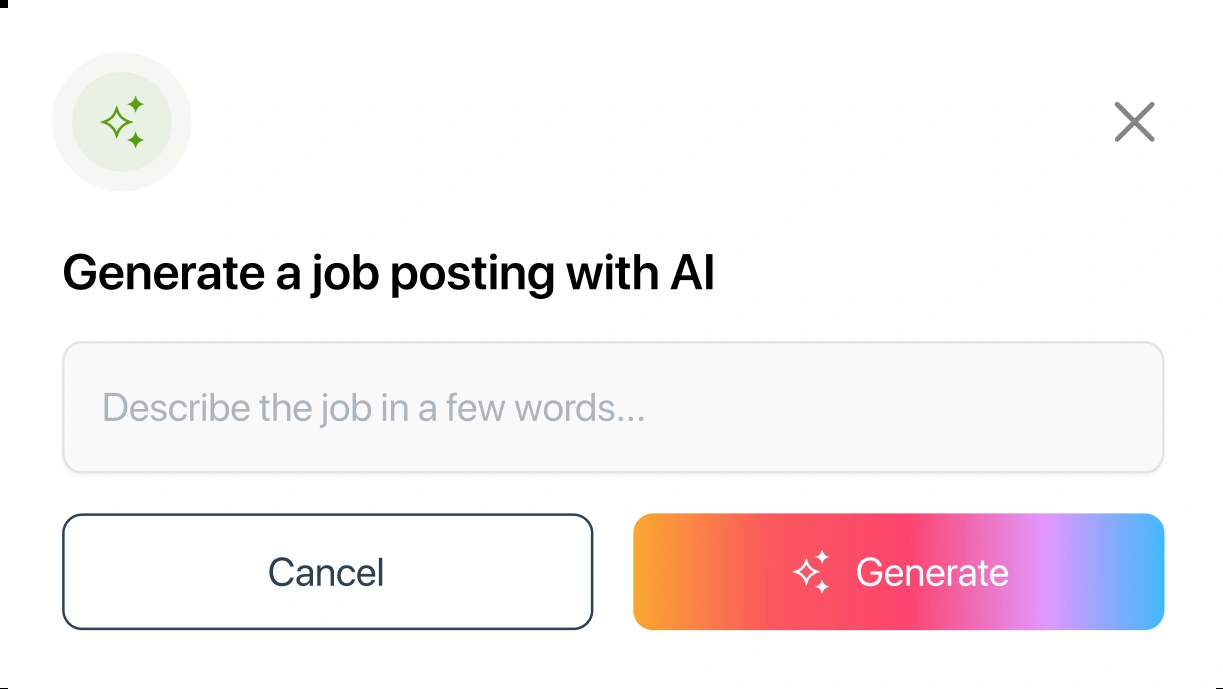 Generate a job posting with AI
Describe the job in a few words...
Cancel
Generate